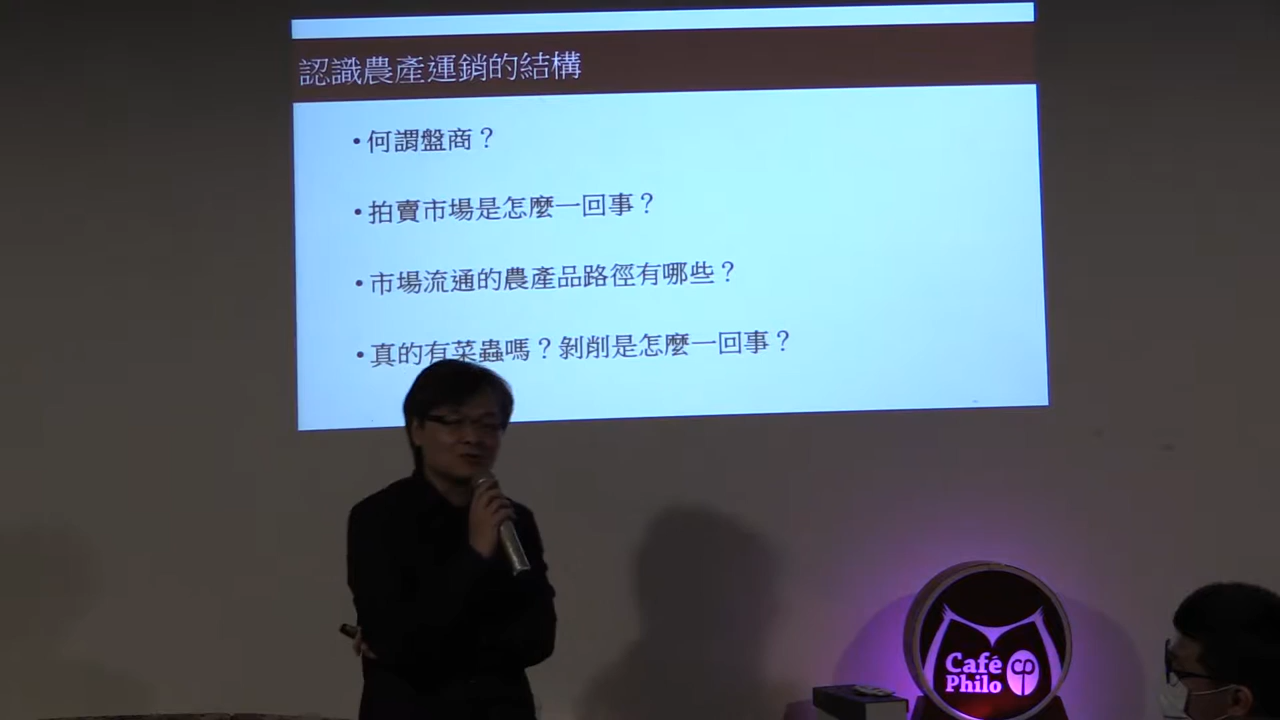 認識農產運銷的結構
•何謂盤商？
•拍賣市場是怎麼一回事？
•市場流通的農產品路徑有哪些？
•真的有菜蟲嗎？剝削是怎麼一回事？
Café
Philo
cp